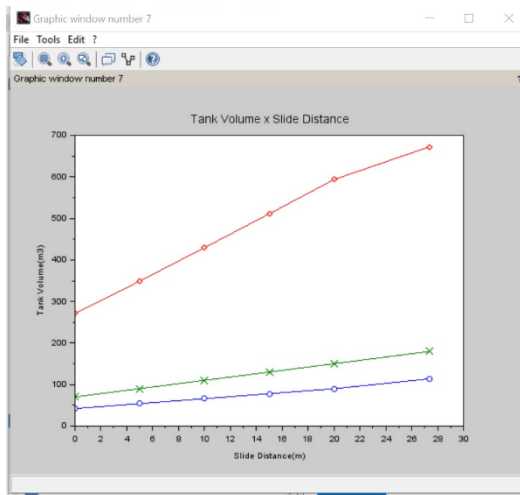 Graphic window number 7
File Tools Edit ?
Graphic window number 7
Tank Volume x Slide Distance
700
600
500
400
300
200
100
0
Tank Volume(m3)
0 2 4 6 8 10 12 14 16 18 20 22 24 26 28 30
Slide Distance(m)